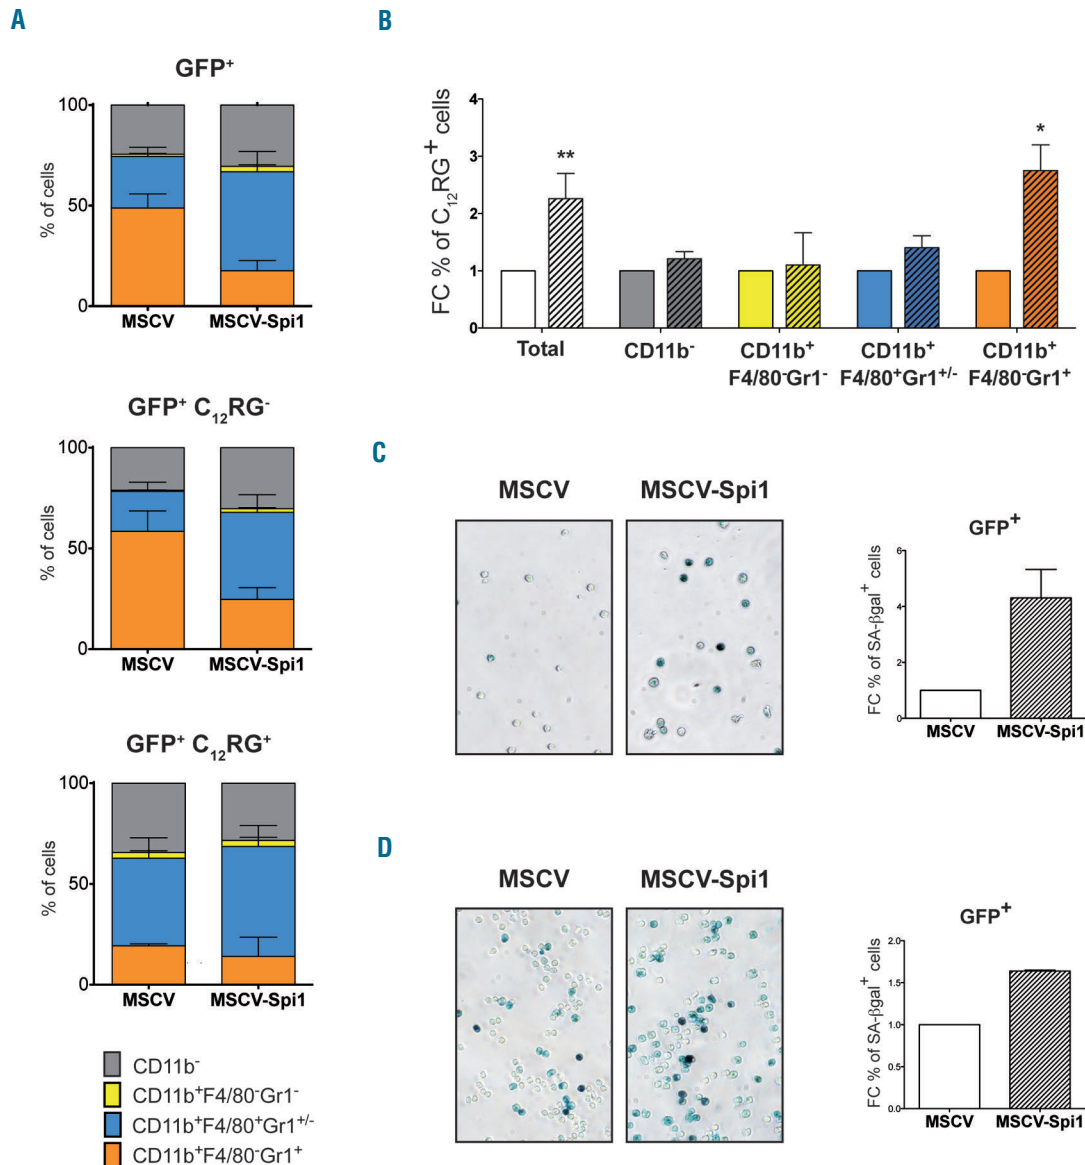 A
GFP⁺
100
50
0
% of cells
MSCV
MSCV-Spi1
GFP⁺ C₁₂RG⁻
100
50
0
% of cells
MSCV
MSCV-Spi1
GFP⁺ C₁₂RG⁺
100
50
0
% of cells
MSCV
MSCV-Spi1
CD11b⁻
CD11b⁺F4/80⁻Gr1⁻
CD11b⁺F4/80⁺Gr1⁺/⁻
CD11b⁺F4/80⁻Gr1⁺
B
FC % of C₁₂RG⁺ cells
4
3
2
1
0
**
*
Total
CD11b⁻
CD11b⁺
F4/80⁻Gr1⁻
CD11b⁺
F4/80⁺Gr1⁺/⁻
CD11b⁺
F4/80⁻Gr1⁺
C
MSCV
MSCV-Spi1
GFP⁺
FC % of SA-βgal⁺ cells
6
4
2
0
MSCV
MSCV-Spi1
D
MSCV
MSCV-Spi1
GFP⁺
FC % of SA-βgal⁺ cells
2.0
1.5
1.0
0.5
0.0
MSCV
MSCV-Spi1